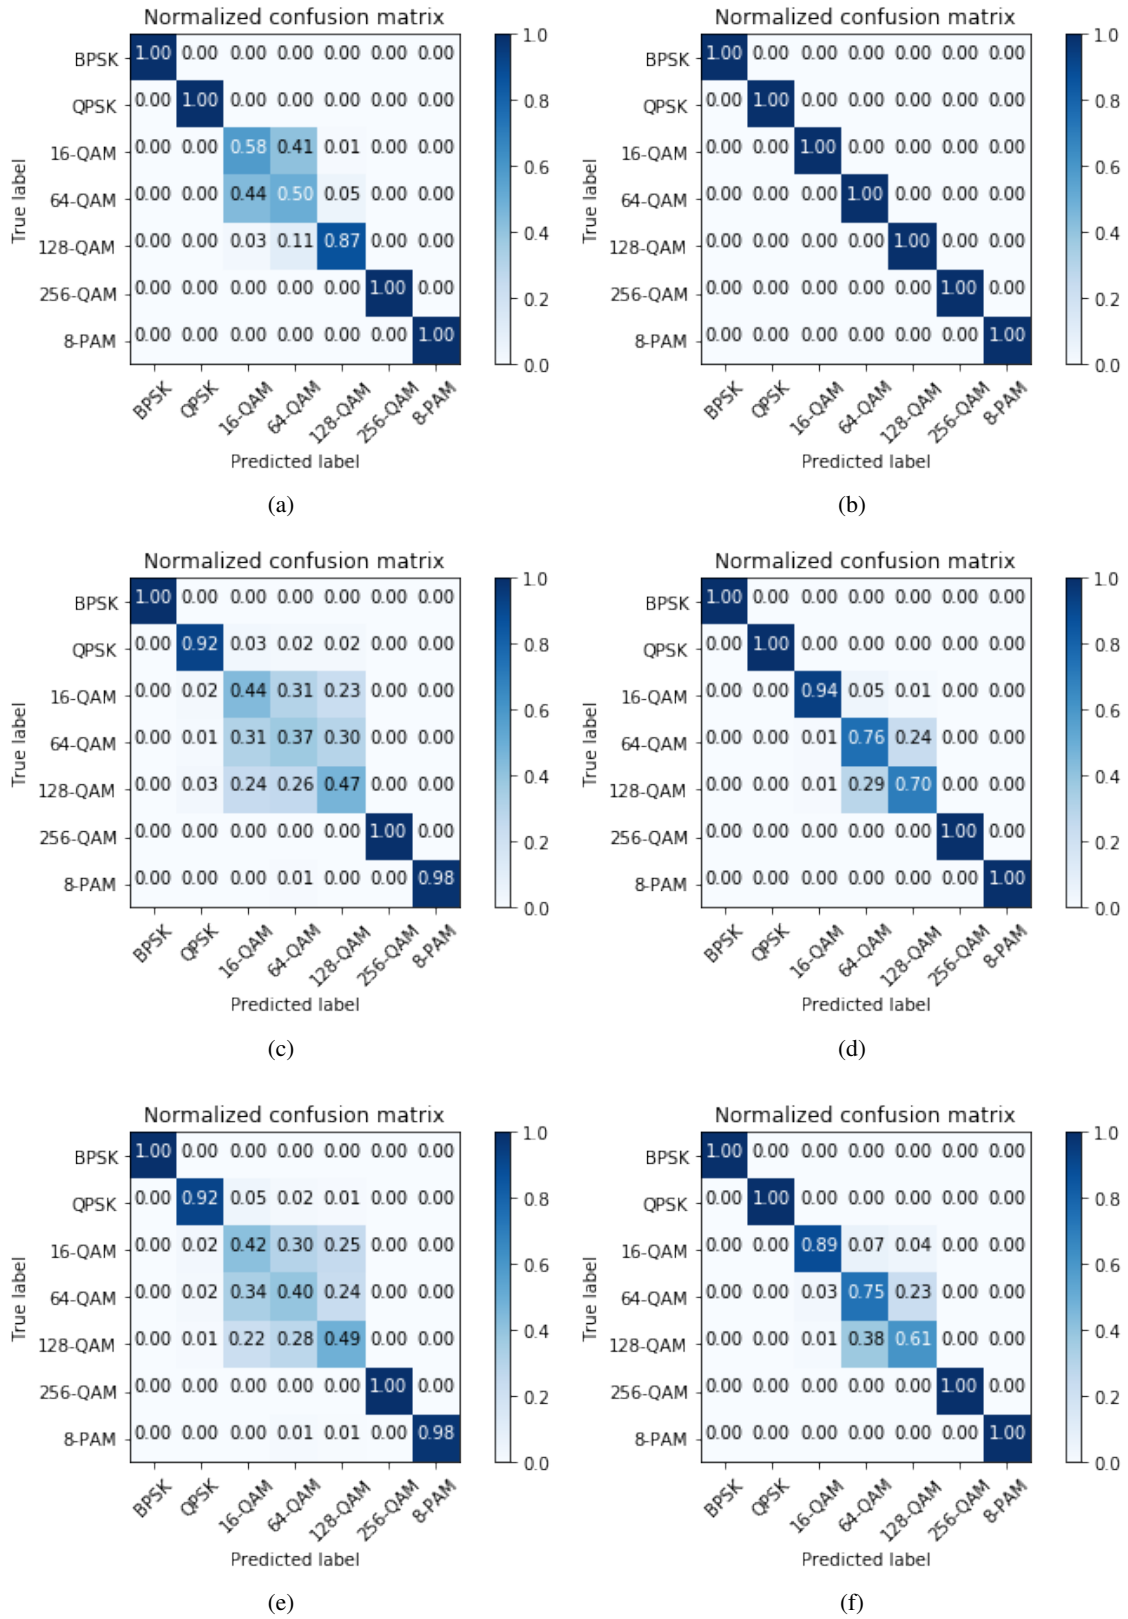 Normalized confusion matrix
BPSK 1.00 0.00 0.00 0.00 0.00 0.00 0.00
QPSK 0.00 1.00 0.00 0.00 0.00 0.00 0.00
16-QAM 0.00 0.00 0.58 0.41 0.01 0.00 0.00
64-QAM 0.00 0.00 0.44 0.50 0.05 0.00 0.00
128-QAM 0.00 0.00 0.03 0.11 0.87 0.00 0.00
256-QAM 0.00 0.00 0.00 0.00 0.00 1.00 0.00
8-PAM 0.00 0.00 0.00 0.00 0.00 0.00 1.00
True label
BPSK QPSK 16-QAM 64-QAM 128-QAM 256-QAM 8-PAM
Predicted label
1.0
0.8
0.6
0.4
0.2
0.0
(a)
Normalized confusion matrix
BPSK 1.00 0.00 0.00 0.00 0.00 0.00 0.00
QPSK 0.00 1.00 0.00 0.00 0.00 0.00 0.00
16-QAM 0.00 0.00 1.00 0.00 0.00 0.00 0.00
64-QAM 0.00 0.00 0.00 1.00 0.00 0.00 0.00
128-QAM 0.00 0.00 0.00 0.00 1.00 0.00 0.00
256-QAM 0.00 0.00 0.00 0.00 0.00 1.00 0.00
8-PAM 0.00 0.00 0.00 0.00 0.00 0.00 1.00
True label
BPSK QPSK 16-QAM 64-QAM 128-QAM 256-QAM 8-PAM
Predicted label
1.0
0.8
0.6
0.4
0.2
0.0
(b)
Normalized confusion matrix
BPSK 1.00 0.00 0.00 0.00 0.00 0.00 0.00
QPSK 0.00 0.92 0.03 0.02 0.02 0.00 0.00
16-QAM 0.00 0.02 0.44 0.31 0.23 0.00 0.00
64-QAM 0.00 0.01 0.31 0.37 0.30 0.00 0.00
128-QAM 0.00 0.03 0.24 0.26 0.47 0.00 0.00
256-QAM 0.00 0.00 0.00 0.00 0.00 1.00 0.00
8-PAM 0.00 0.00 0.00 0.01 0.00 0.00 0.98
True label
BPSK QPSK 16-QAM 64-QAM 128-QAM 256-QAM 8-PAM
Predicted label
1.0
0.8
0.6
0.4
0.2
0.0
(c)
Normalized confusion matrix
BPSK 1.00 0.00 0.00 0.00 0.00 0.00 0.00
QPSK 0.00 1.00 0.00 0.00 0.00 0.00 0.00
16-QAM 0.00 0.00 0.94 0.05 0.01 0.00 0.00
64-QAM 0.00 0.00 0.01 0.76 0.24 0.00 0.00
128-QAM 0.00 0.00 0.01 0.29 0.70 0.00 0.00
256-QAM 0.00 0.00 0.00 0.00 0.00 1.00 0.00
8-PAM 0.00 0.00 0.00 0.00 0.00 0.00 1.00
True label
BPSK QPSK 16-QAM 64-QAM 128-QAM 256-QAM 8-PAM
Predicted label
1.0
0.8
0.6
0.4
0.2
0.0
(d)
Normalized confusion matrix
BPSK 1.00 0.00 0.00 0.00 0.00 0.00 0.00
QPSK 0.00 0.92 0.05 0.02 0.01 0.00 0.00
16-QAM 0.00 0.02 0.42 0.30 0.25 0.00 0.00
64-QAM 0.00 0.02 0.34 0.40 0.24 0.00 0.00
128-QAM 0.00 0.01 0.22 0.28 0.49 0.00 0.00
256-QAM 0.00 0.00 0.00 0.00 0.00 1.00 0.00
8-PAM 0.00 0.00 0.00 0.01 0.01 0.00 0.98
True label
BPSK QPSK 16-QAM 64-QAM 128-QAM 256-QAM 8-PAM
Predicted label
1.0
0.8
0.6
0.4
0.2
0.0
(e)
Normalized confusion matrix
BPSK 1.00 0.00 0.00 0.00 0.00 0.00 0.00
QPSK 0.00 1.00 0.00 0.00 0.00 0.00 0.00
16-QAM 0.00 0.00 0.89 0.07 0.04 0.00 0.00
64-QAM 0.00 0.00 0.03 0.75 0.23 0.00 0.00
128-QAM 0.00 0.00 0.01 0.38 0.61 0.00 0.00
256-QAM 0.00 0.00 0.00 0.00 0.00 1.00 0.00
8-PAM 0.00 0.00 0.00 0.00 0.00 0.00 1.00
True label
BPSK QPSK 16-QAM 64-QAM 128-QAM 256-QAM 8-PAM
Predicted label
1.0
0.8
0.6
0.4
0.2
0.0
(f)